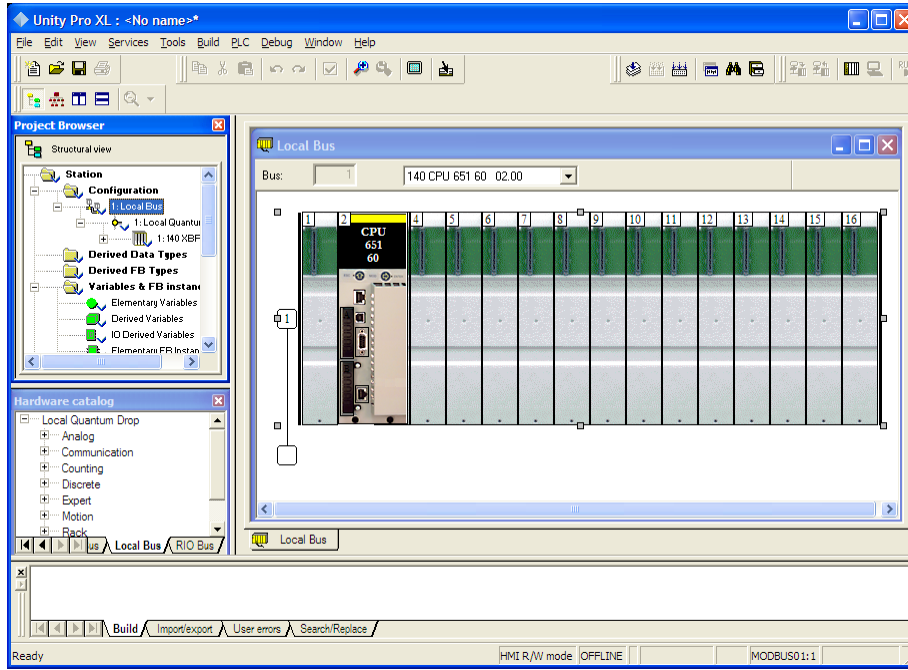 Unity Pro XL : <No name>*
File Edit View Services Tools Build PLC Debug Window Help
Project Browser
Structural view
Station
Configuration
1: Local Bus
1: Local Quantu
1: 140 XBF
Derived Data Types
Derived FB Types
Variables & FB instan
Elementary Variables
Derived Variables
IO Derived Variables
Elementary FB Instan
Hardware catalog
Local Quantum Drop
Analog
Communication
Counting
Discrete
Expert
Motion
Rack
us Local Bus RIO Bus
Local Bus
Bus: 1 140 CPU 651 60 02.00
1 2 4 5 6 7 8 9 10 11 12 13 14 15 16
CPU
651
60
1
Local Bus
Build Import/export User errors Search/Replace
Ready HMI R/W mode OFFLINE MODBUS01:1